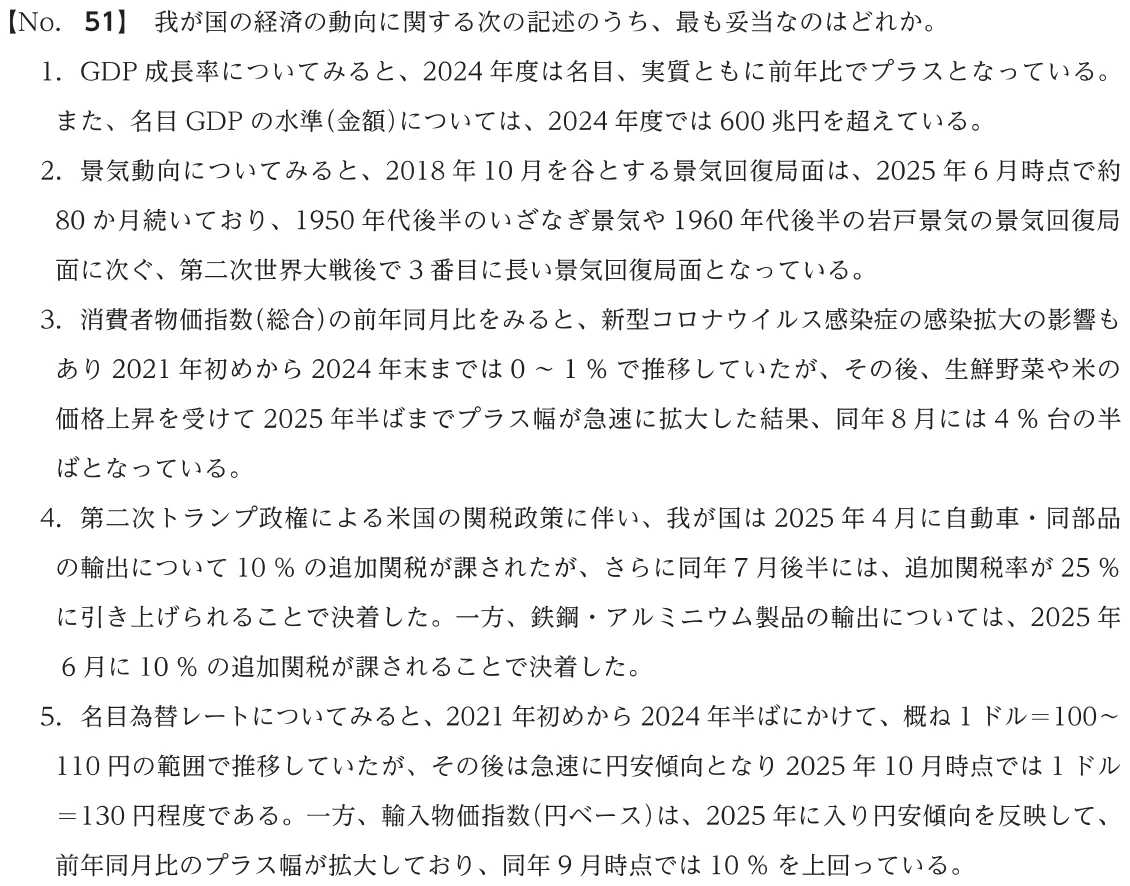 【No. 51】 我が国の経済の動向に関する次の記述のうち、最も妥当なのはどれか。
1. GDP 成長率についてみると、2024 年度は名目、実質ともに前年比でプラスとなっている。
また、名目 GDP の水準(金額)については、2024 年度では 600 兆円を超えている。
2. 景気動向についてみると、2018 年 10 月を谷とする景気回復局面は、2025 年 6 月時点で約
80 か月続いており、1950 年代後半のいざなぎ景気や 1960 年代後半の岩戸景気の景気回復局
面に次ぐ、第二次世界大戦後で 3 番目に長い景気回復局面となっている。
3. 消費者物価指数(総合)の前年同月比をみると、新型コロナウイルス感染症の感染拡大の影響も
あり 2021 年初めから 2024 年末までは 0 ~ 1 % で推移していたが、その後、生鮮野菜や米の
価格上昇を受けて 2025 年半ばまでプラス幅が急速に拡大した結果、同年 8 月には 4 % 台の半
ばとなっている。
4. 第二次トランプ政権による米国の関税政策に伴い、我が国は 2025 年 4 月に自動車・同部品
の輸出について 10 % の追加関税が課されたが、さらに同年 7 月後半には、追加関税率が 25 %
に引き上げられることで決着した。一方、鉄鋼・アルミニウム製品の輸出については、2025 年
6 月に 10 % の追加関税が課されることで決着した。
5. 名目為替レートについてみると、2021 年初めから 2024 年半ばにかけて、概ね 1 ドル=100~
110 円の範囲で推移していたが、その後は急速に円安傾向となり 2025 年 10 月時点では 1 ドル
=130 円程度である。一方、輸入物価指数(円ベース)は、2025 年に入り円安傾向を反映して、
前年同月比のプラス幅が拡大しており、同年 9 月時点では 10 % を上回っている。